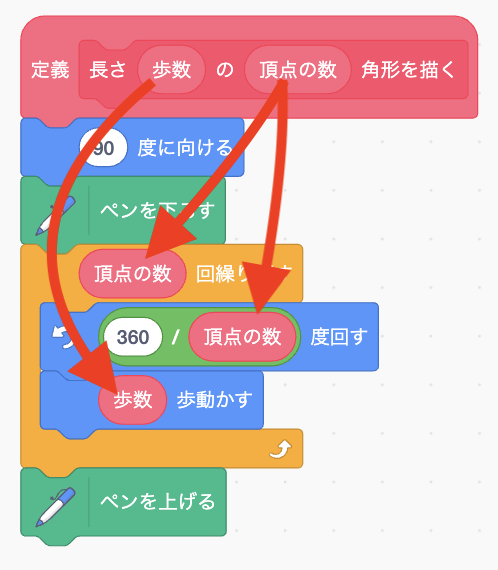 定義 長さ 歩数 の 頂点の数 角形を描く
90 度に向ける
ペンを下ろす
頂点の数 回繰り
360 / 頂点の数 度回す
歩数 歩動かす
ペンを上げる